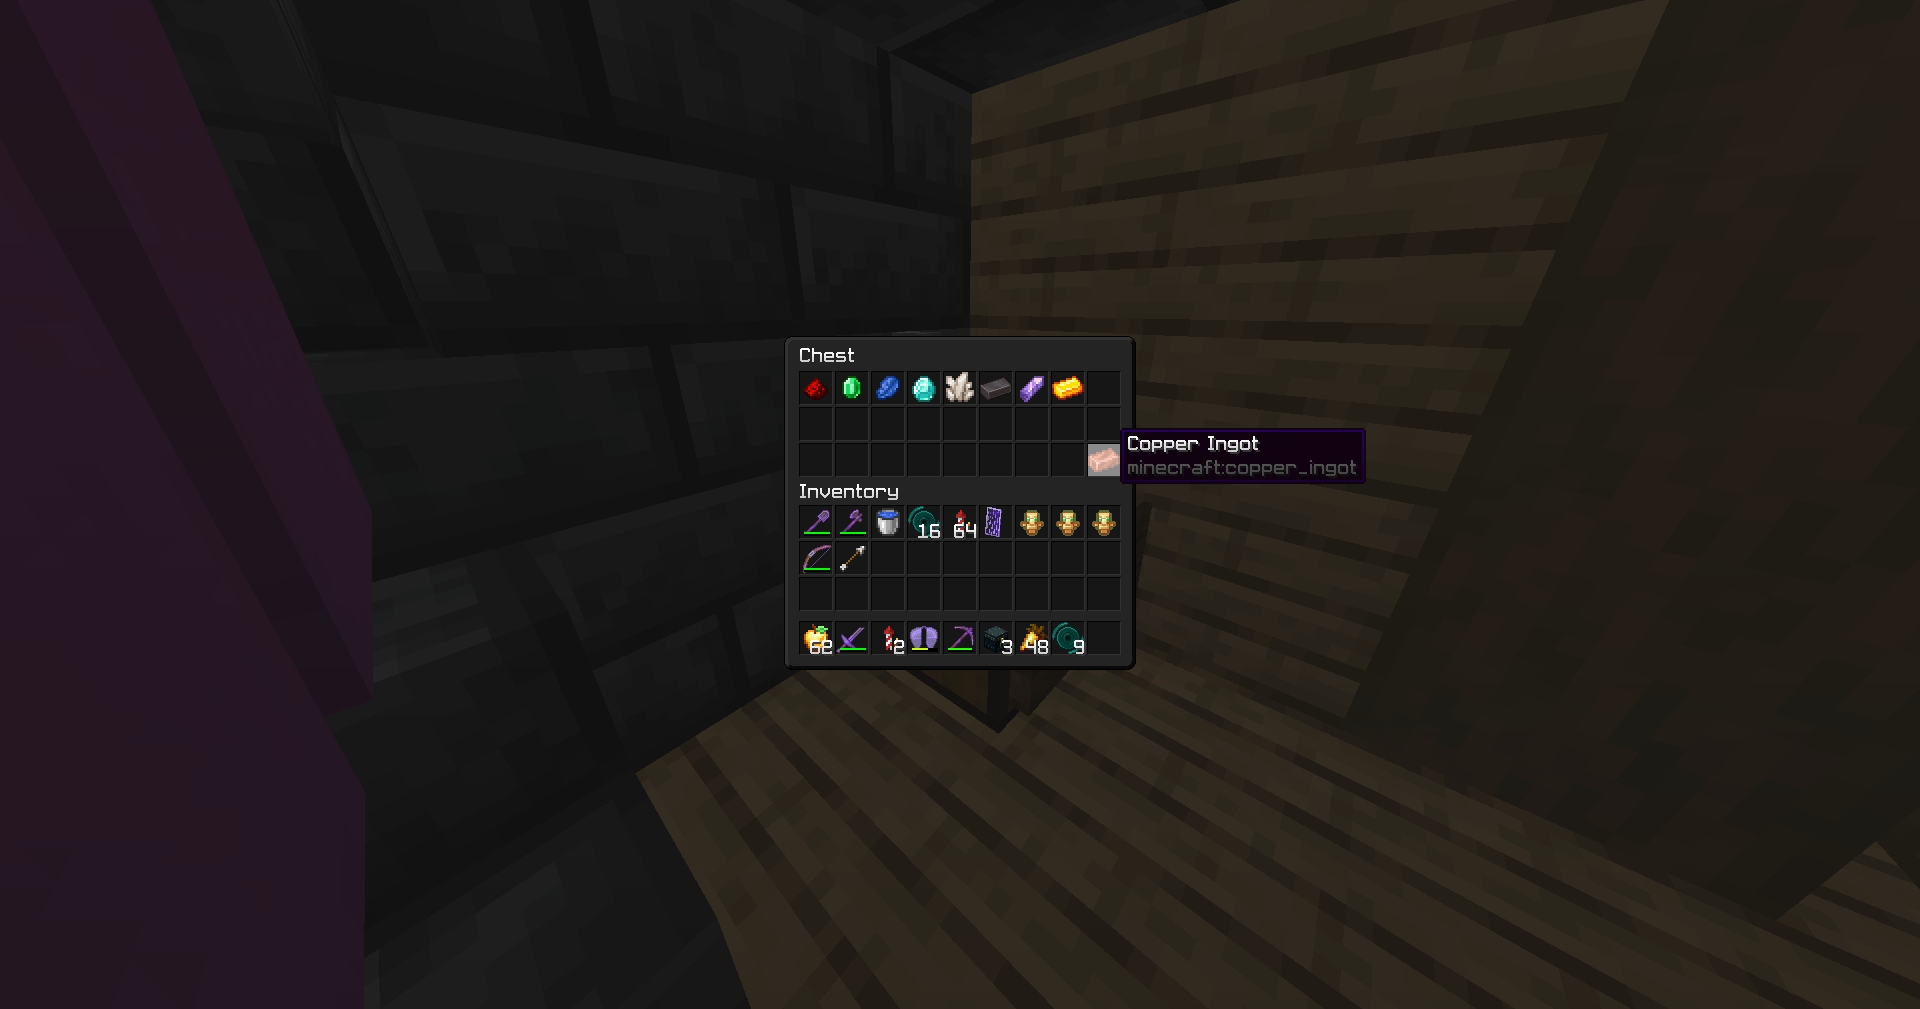 Chest
Copper Ingot
minecraft:copper_ingot
Inventory
16 64
62 2 3 48 9